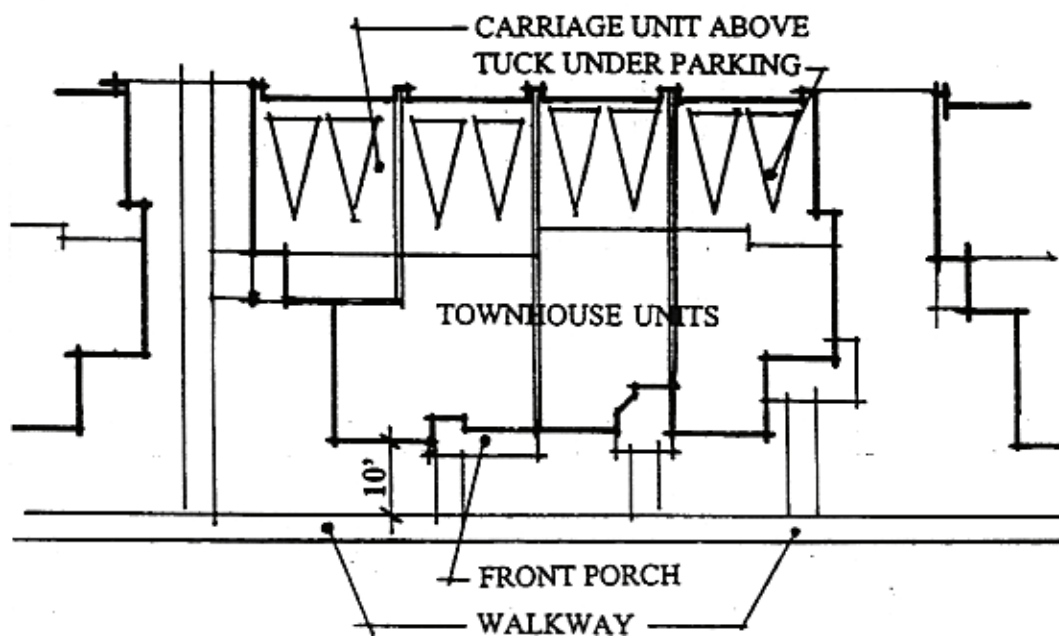 CARRIAGE UNIT ABOVE
TUCK UNDER PARKING
TOWNHOUSE UNITS
10'
FRONT PORCH
WALKWAY